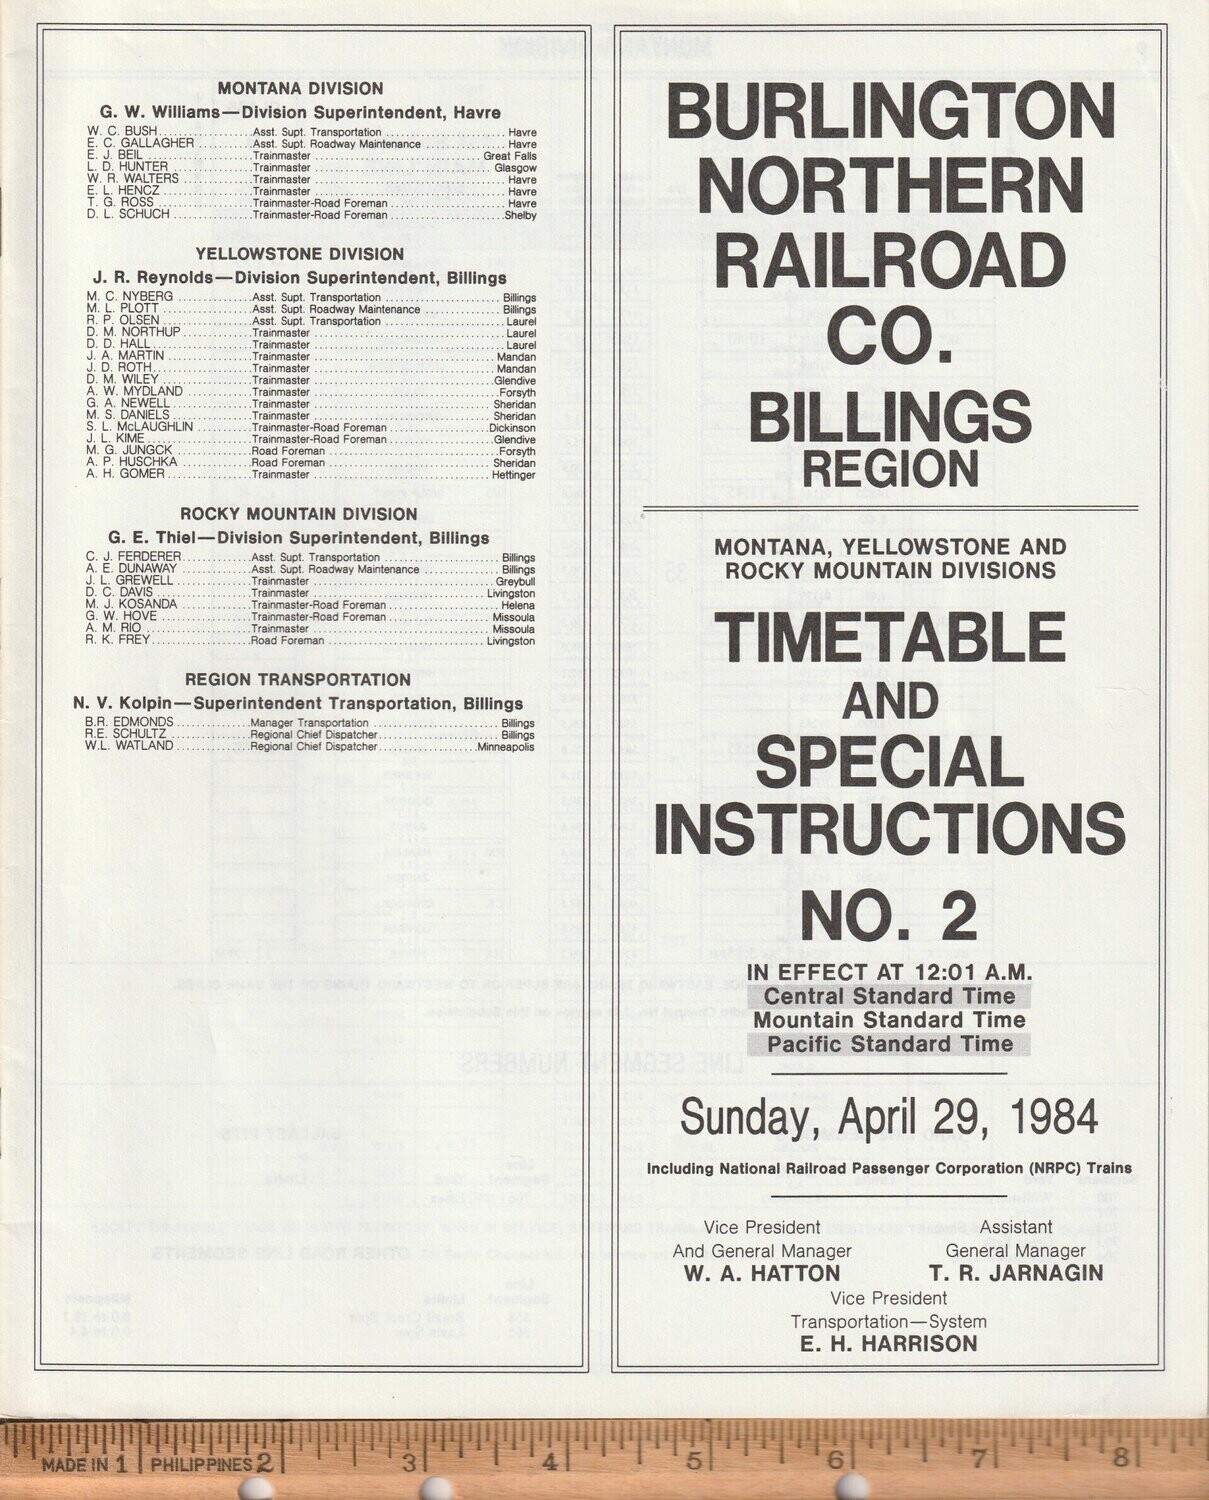 MONTANA DIVISION
G. W. Williams—Division Superintendent, Havre
W. C. BUSH.....................Asst. Supt. Transportation ......................... Havre
E. C. GALLAGHER ............Asst. Supt. Roadway Maintenance ................ Havre
E. J. BEIL.......................Trainmaster ....................................Great Falls
L. D. HUNTER ..................Trainmaster ....................................... Glasgow
W. R. WALTERS ................Trainmaster .......................................... Havre
E. L. HENCZ .....................Trainmaster .......................................... Havre
T. G. ROSS .....................Trainmaster-Road Foreman ........................ Havre
D. L. SCHUCH ..................Trainmaster-Road Foreman .......................Shelby
YELLOWSTONE DIVISION
J. R. Reynolds—Division Superintendent, Billings
M. C. NYBERG .................Asst. Supt. Transportation ........................ Billings
M. L. PLOTT ....................Asst. Supt. Roadway Maintenance ............... Billings
R. P. OLSEN ....................Asst. Supt. Transportation ......................... Laurel
D. M. NORTHUP ................Trainmaster ......................................... Laurel
D. D. HALL ......................Trainmaster ......................................... Laurel
J. A. MARTIN ...................Trainmaster ....................................... Mandan
J. D. ROTH ......................Trainmaster ....................................... Mandan
D. M. WILEY ....................Trainmaster ...................................... Glendive
A. W. MYDLAND ................Trainmaster ........................................Forsyth
G. A. NEWELL ..................Trainmaster ...................................... Sheridan
M. S. DANIELS .................Trainmaster ...................................... Sheridan
S. L. McLAUGHLIN ............Trainmaster-Road Foreman ....................Dickinson
J. L. KIME .......................Trainmaster-Road Foreman ..................... Glendive
M. G. JUNGCK .................Road Foreman .....................................Forsyth
A. P. HUSCHKA ................Road Foreman ................................... Sheridan
A. H. GOMER ...................Trainmaster ..................................... Hettinger
ROCKY MOUNTAIN DIVISION
G. E. Thiel—Division Superintendent, Billings
C. J. FERDERER...............Asst. Supt. Transportation ........................ Billings
A. E. DUNAWAY ................Asst. Supt. Roadway Maintenance ............... Billings
J. L. GREWELL .................Trainmaster ...................................... Greybull
D. C. DAVIS .....................Trainmaster .................................... Livingston
M. J. KOSANDA ................Trainmaster-Road Foreman ....................... Helena
G. W. HOVE .....................Trainmaster-Road Foreman .................... Missoula
A. M. RIO ........................Trainmaster ...................................... Missoula
R. K. FREY ......................Road Foreman ................................. Livingston
REGION TRANSPORTATION
N. V. Kolpin—Superintendent Transportation, Billings
B.R. EDMONDS ................Manager Transportation .......................... Billings
R.E. SCHULTZ ..................Regional Chief Dispatcher......................... Billings
W.L. WATLAND ................Regional Chief Dispatcher....................Minneapolis
BURLINGTON
NORTHERN
RAILROAD
CO.
BILLINGS
REGION
MONTANA, YELLOWSTONE AND
ROCKY MOUNTAIN DIVISIONS
TIMETABLE
AND
SPECIAL
INSTRUCTIONS
NO. 2
IN EFFECT AT 12:01 A.M.
Central Standard Time
Mountain Standard Time
Pacific Standard Time
Sunday, April 29, 1984
Including National Railroad Passenger Corporation (NRPC) Trains
Vice President
And General Manager
W. A. HATTON
Assistant
General Manager
T. R. JARNAGIN
Vice President
Transportation—System
E. H. HARRISON
MADE IN 1 PHILIPPINES 2 3 4 5 6 7 8